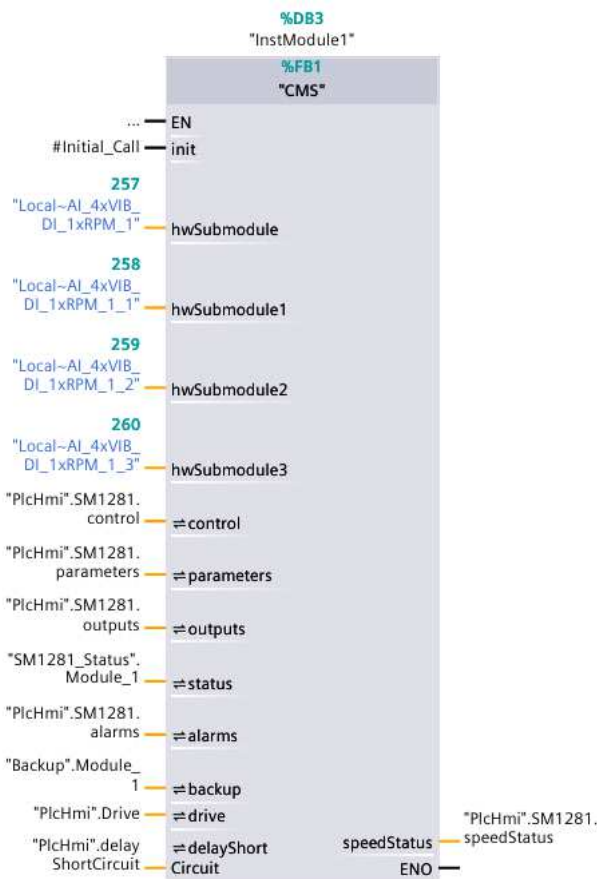 %DB3
"InstModule1"
%FB1
"CMS"
... EN
#Initial_Call init
257
"Local~AI_4xVIB_
DI_1xRPM_1" hwSubmodule
258
"Local~AI_4xVIB_
DI_1xRPM_1_1" hwSubmodule1
259
"Local~AI_4xVIB_
DI_1xRPM_1_2" hwSubmodule2
260
"Local~AI_4xVIB_
DI_1xRPM_1_3" hwSubmodule3
"PlcHmi".SM1281.
control ⇌control
"PlcHmi".SM1281.
parameters ⇌parameters
"PlcHmi".SM1281.
outputs ⇌outputs
"SM1281_Status".
Module_1 ⇌status
"PlcHmi".SM1281.
alarms ⇌alarms
"Backup".Module_
1 ⇌backup
"PlcHmi".Drive ⇌drive
"PlcHmi".delay
ShortCircuit
⇌delayShort
Circuit
speedStatus
"PlcHmi".SM1281.
speedStatus
ENO